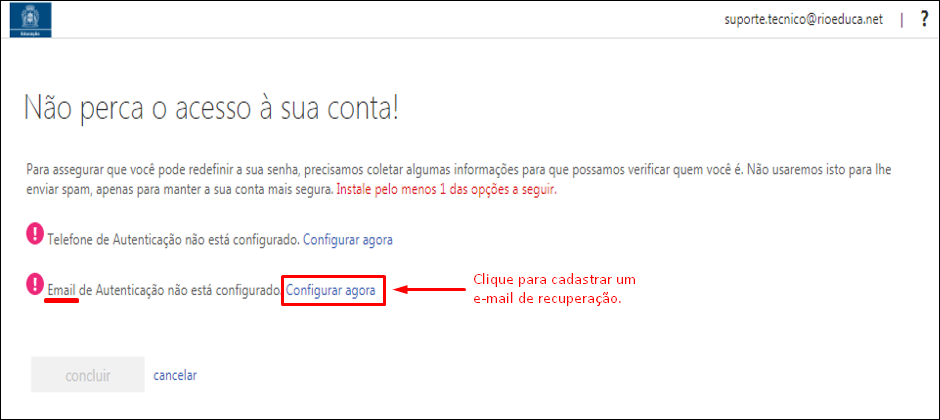 Educação
suporte.tecnico@rioeduca.net | ?
Não perca o acesso à sua conta!
Para assegurar que você pode redefinir a sua senha, precisamos coletar algumas informações para que possamos verificar quem você é. Não usaremos isto para lhe
enviar spam, apenas para manter a sua conta mais segura. Instale pelo menos 1 das opções a seguir.
! Telefone de Autenticação não está configurado. Configurar agora
! Email de Autenticação não está configurado. Configurar agora
Clique para cadastrar um
e-mail de recuperação.
concluir cancelar